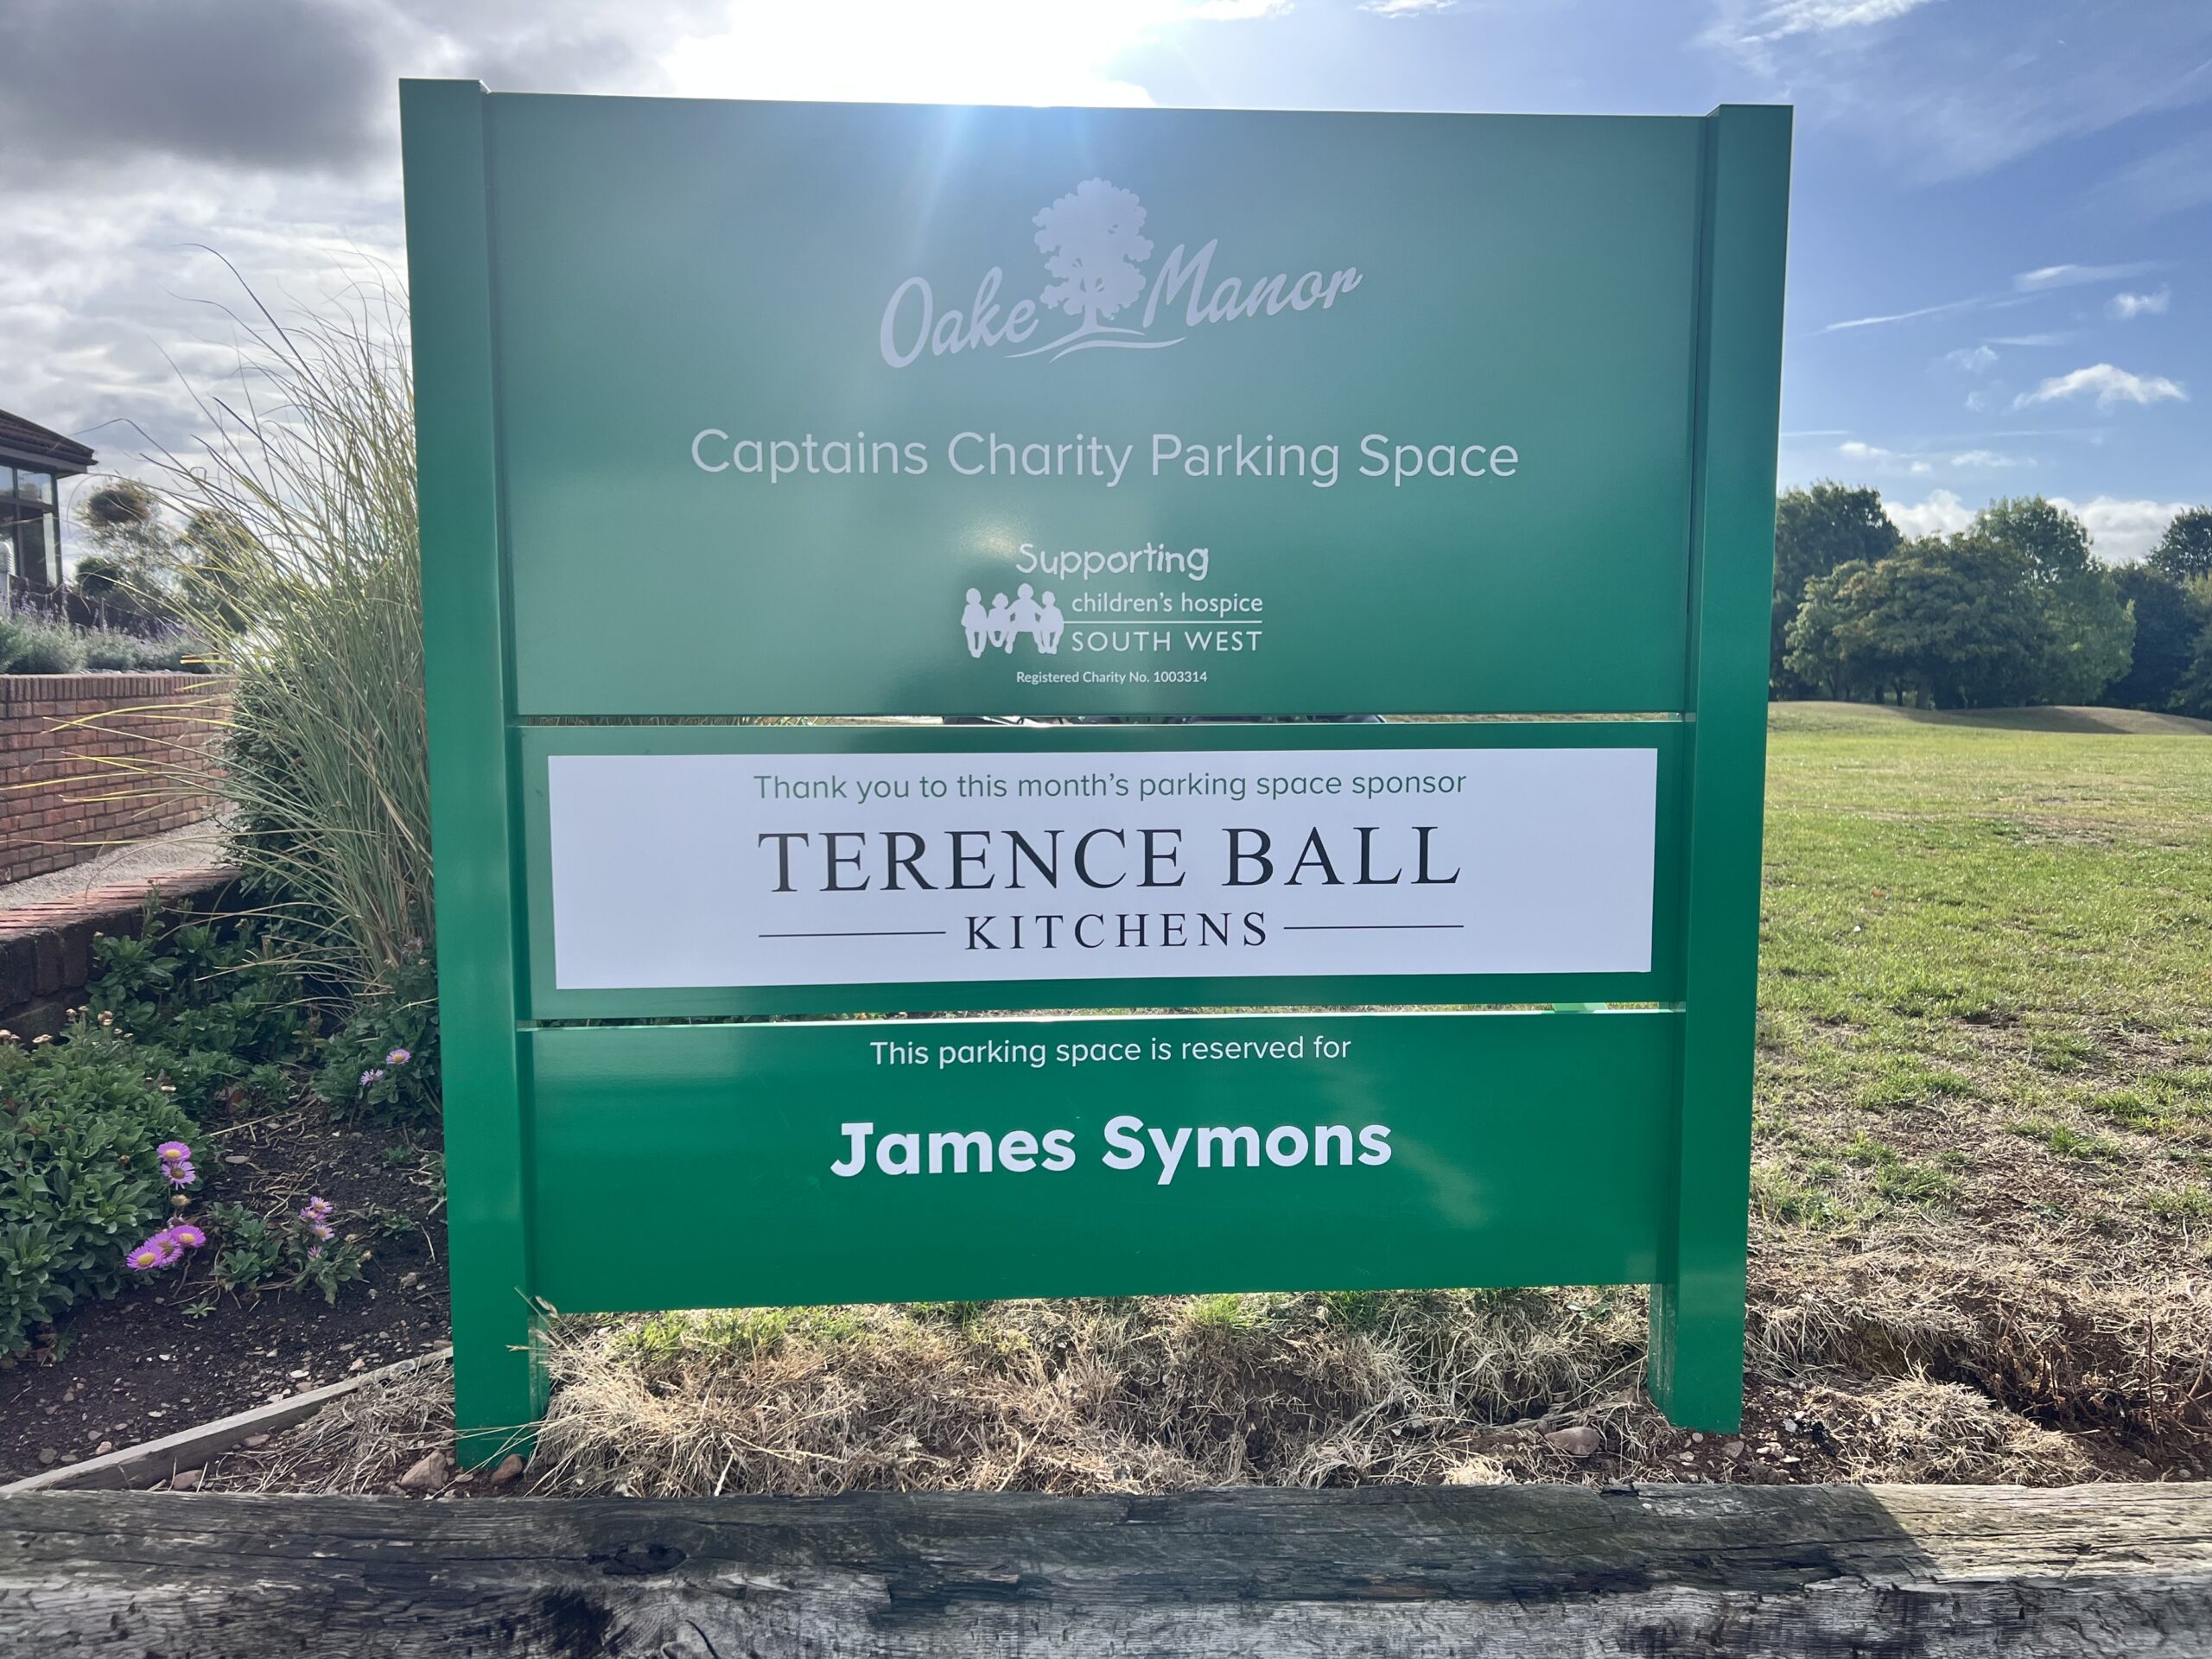 Oake Manor
Captains Charity Parking Space
Supporting
children's hospice
SOUTH WEST
Registered Charity No. 1003314
Thank you to this month's parking space sponsor
TERENCE BALL
KITCHENS
This parking space is reserved for
James Symons